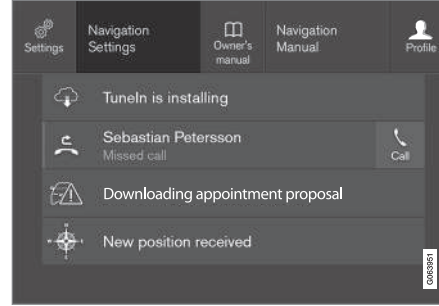 Settings
Navigation
Settings
Owner's
manual
Navigation
Manual
Profile
TuneIn is installing
Sebastian Petersson
Missed call
Call
Downloading appointment proposal
New position received
G063951